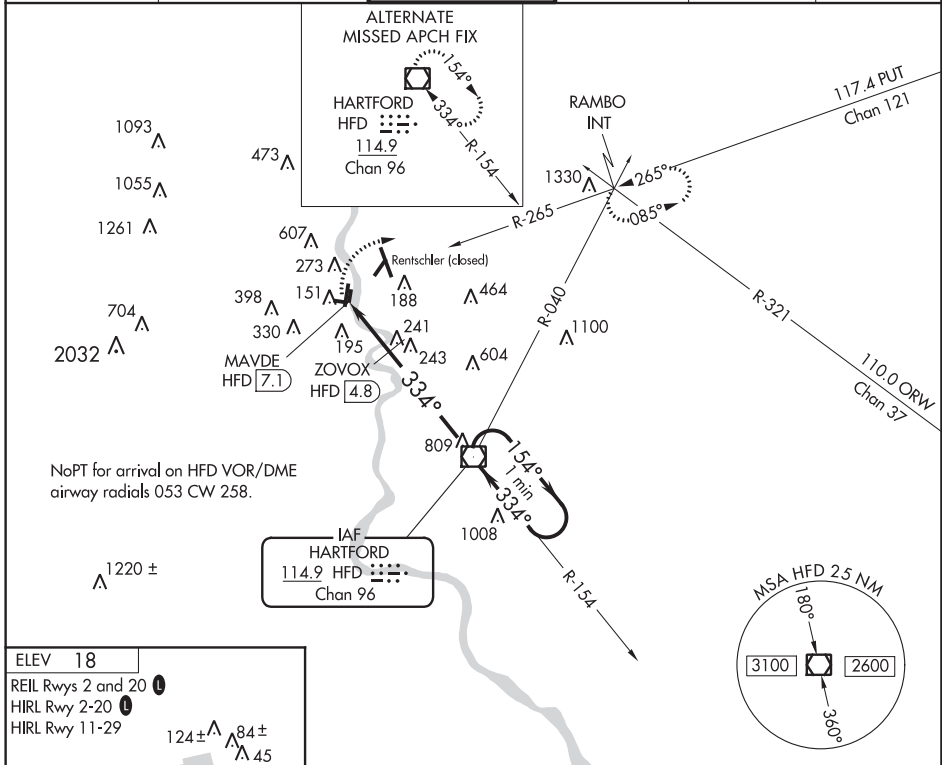 ALTERNATE
MISSED APCH FIX
154°
334°
HARTFORD
HFD
114.9
Chan 96
R-154
117.4 PUT
Chan 121
RAMBO
INT
1330
265°
085°
R-265
R-040
R-321
110.0 ORW
Chan 37
1093
473
1055
1261
607
273
Rentschler (closed)
188
464
398
151
704
330
195
241
243
604
1100
2032
MAVDE
HFD 7.1
ZOVOX
HFD 4.8
334°
809
154°
1 min
334°
1008
NoPT for arrival on HFD VOR/DME
airway radials 053 CW 258.
IAF
HARTFORD
114.9 HFD
Chan 96
R-154
1220 ±
MSA HFD 25 NM
180°
3100
2600
360°
ELEV 18
REIL Rwys 2 and 20 L
HIRL Rwy 2-20 L
HIRL Rwy 11-29
124±
84±
45